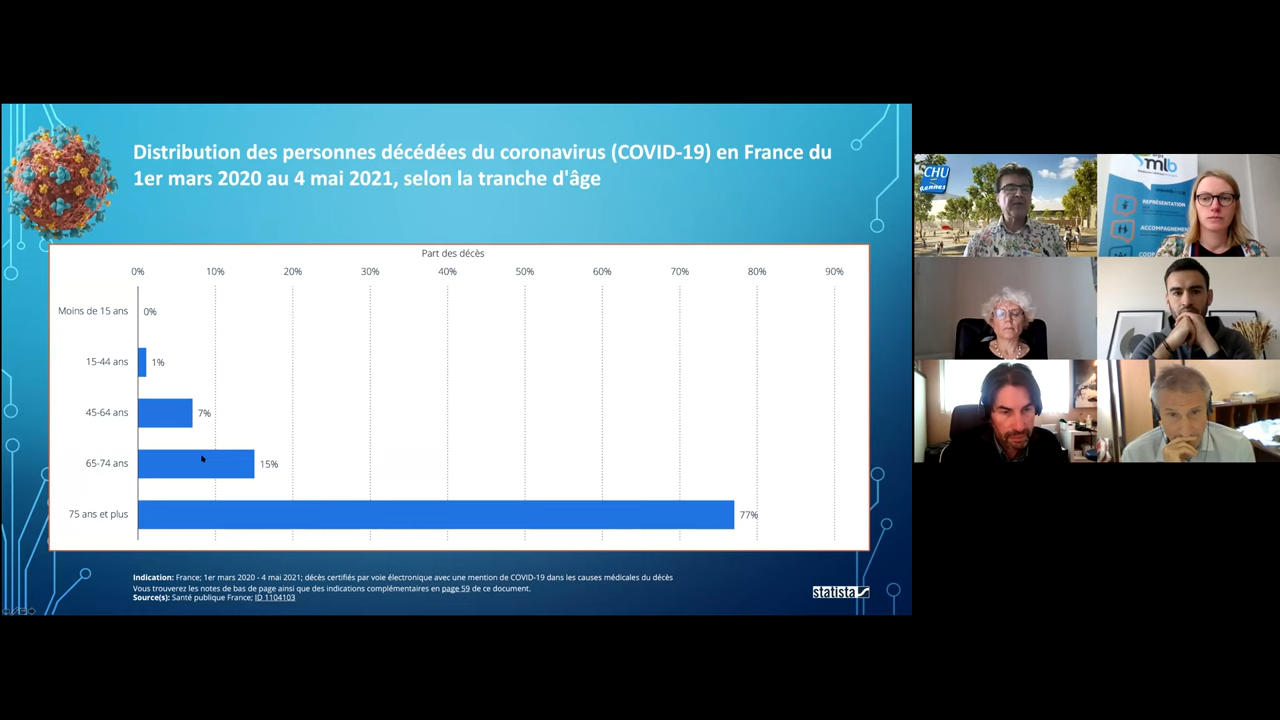 Distribution des personnes décédées du coronavirus (COVID-19) en France du
1er mars 2020 au 4 mai 2021, selon la tranche d'âge
Part des décès
0% 10% 20% 30% 40% 50% 60% 70% 80% 90%
Moins de 15 ans 0%
15-44 ans 1%
45-64 ans 7%
65-74 ans 15%
75 ans et plus 77%
Indication: France; 1er mars 2020 - 4 mai 2021; décès certifiés par voie électronique avec une mention de COVID-19 dans les causes médicales du décès
Vous trouverez les notes de bas de page ainsi que des indications complémentaires en page 59 de ce document.
Source(s): Santé publique France; ID 1104103
statista
CHU
Rennes
mlb
REPRÉSENTATION
ACCOMPAGNEMEN
COOP